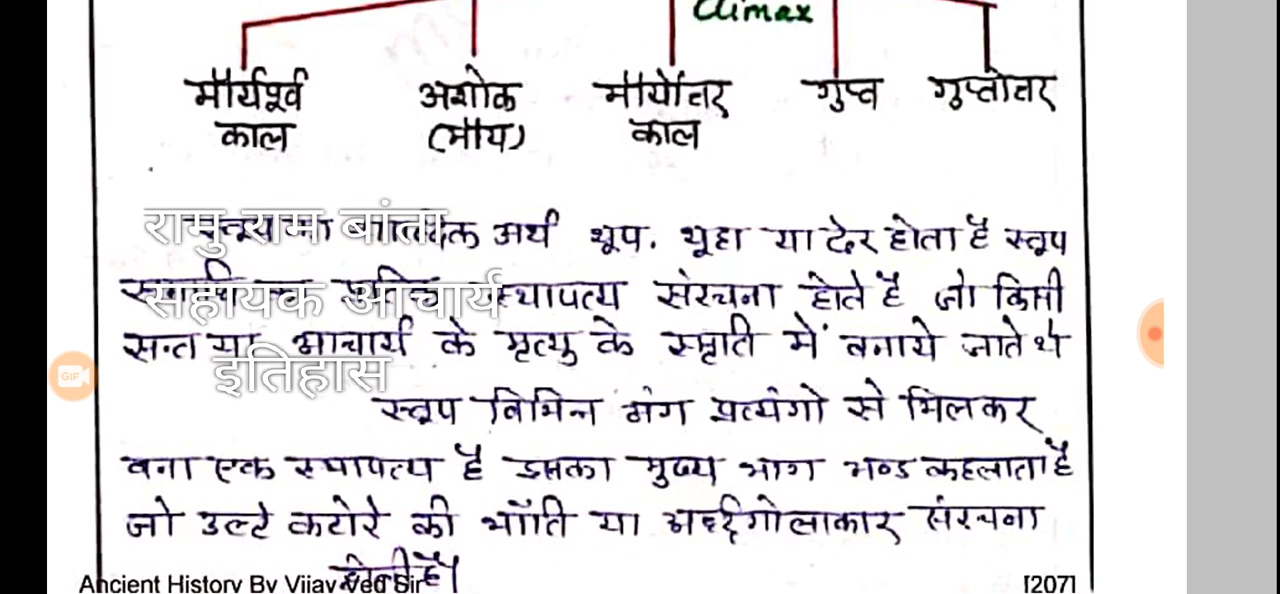 Climax
मौर्यपूर्व अशोक मौर्योत्तर गुप्त गुप्तोतर
काल (मौर्य) काल
रामु रामा बांता
अर्थ थूप. थूहा या ढेर होता है स्तूप
सहायक आचार्य
स्थापत्य संरचना होते है जो किसी
सन्त या आचार्य के मृत्यु के स्मृति में बनाये जाते थे
इतिहास
GIF
स्तूप विभिन्न अंग प्रत्यंगो से मिलकर
बना एक स्थापत्य है इसका मुख्य भाग अण्ड कहलाता है
जो उल्टे कटोरे की भाँति या अर्द्धगोलाकार संरचना
होती है।
Ancient History By Vijay Ved Sir [207]